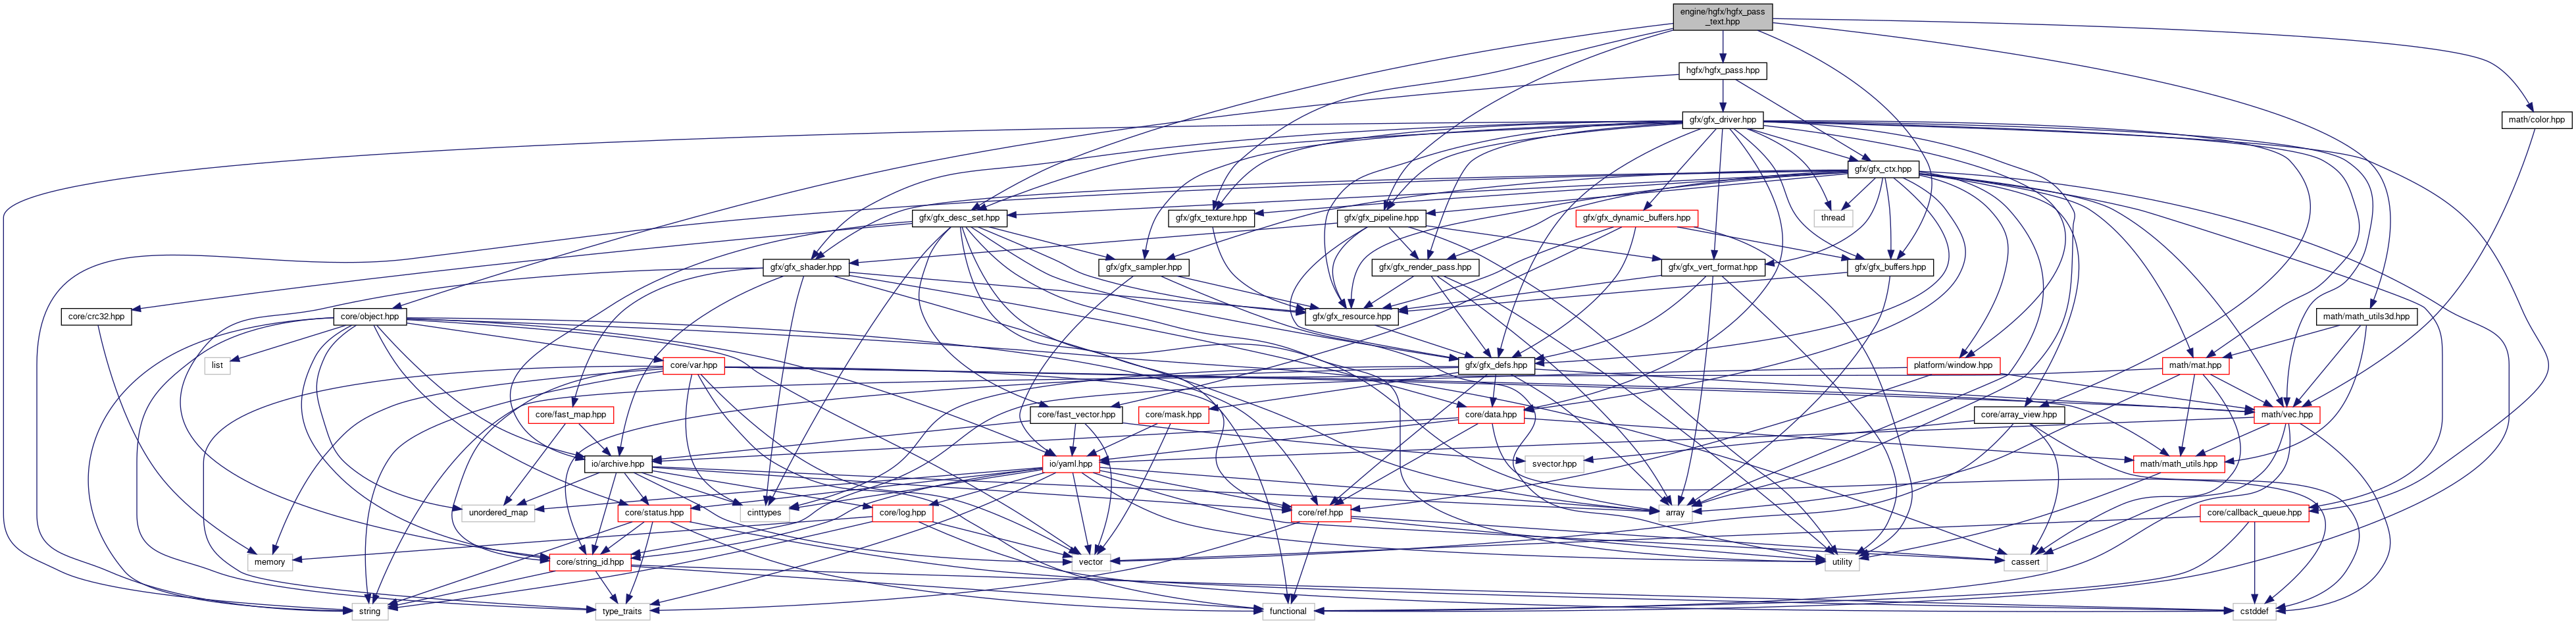 engine/hgfx/hgfx_pass
_text.hpp
hgfx/hgfx_pass.hpp
gfx/gfx_driver.hpp
math/color.hpp
gfx/gfx_ctx.hpp
gfx/gfx_desc_set.hpp
gfx/gfx_texture.hpp
gfx/gfx_pipeline.hpp
gfx/gfx_dynamic_buffers.hpp
thread
gfx/gfx_shader.hpp
gfx/gfx_sampler.hpp
gfx/gfx_render_pass.hpp
gfx/gfx_vert_format.hpp
gfx/gfx_buffers.hpp
core/crc32.hpp
core/object.hpp
gfx/gfx_resource.hpp
math/math_utils3d.hpp
list
core/var.hpp
gfx/gfx_defs.hpp
platform/window.hpp
math/mat.hpp
core/fast_map.hpp
core/fast_vector.hpp
core/mask.hpp
core/data.hpp
core/array_view.hpp
math/vec.hpp
io/archive.hpp
io/yaml.hpp
svector.hpp
math/math_utils.hpp
unordered_map
core/status.hpp
cinttypes
core/log.hpp
core/ref.hpp
array
core/callback_queue.hpp
memory
core/string_id.hpp
vector
utility
cassert
string
type_traits
functional
cstddef